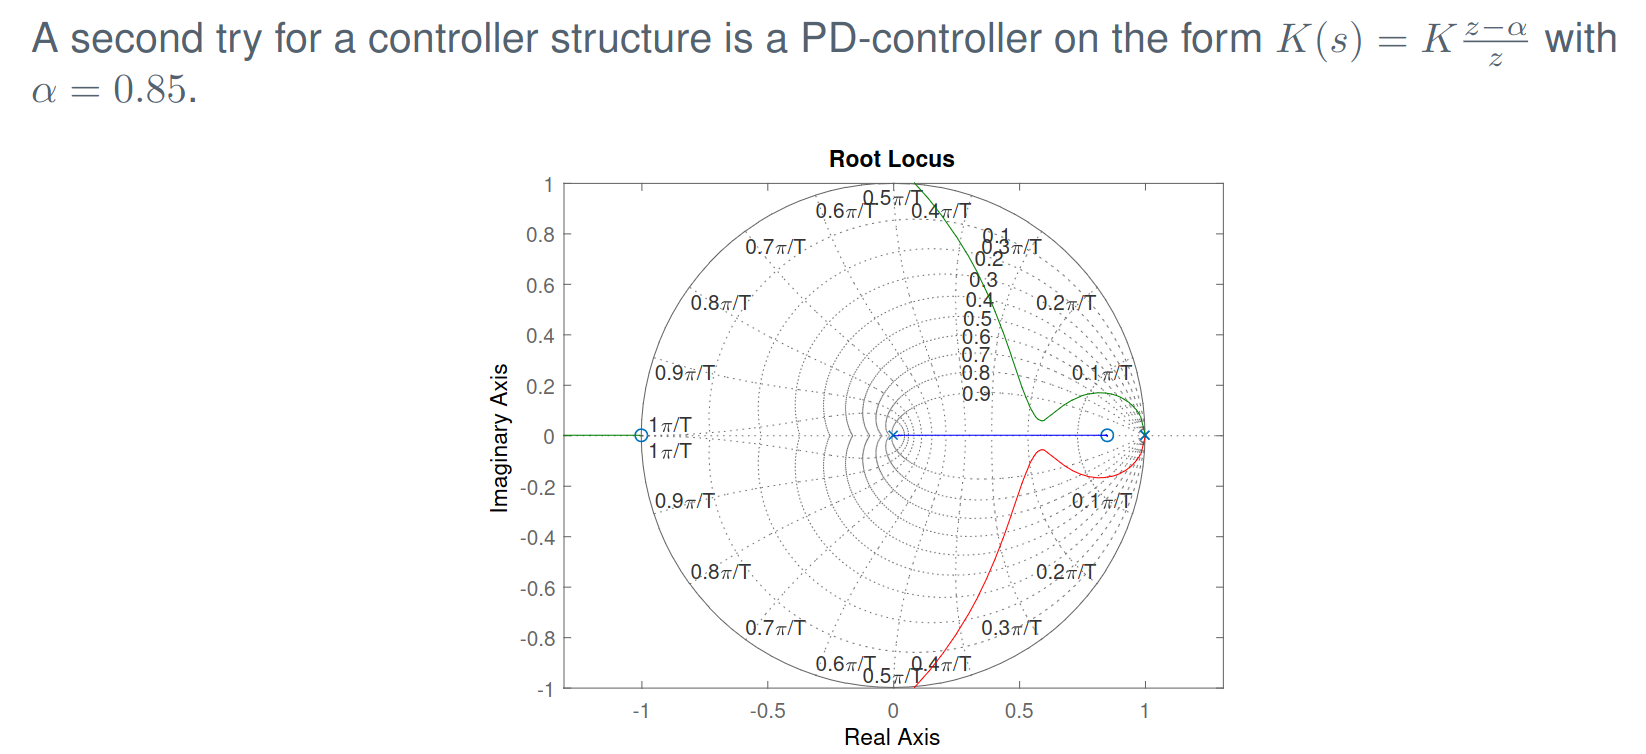 A second try for a controller structure is a PD-controller on the form K(s) = K z−α/z with
α = 0.85.
Root Locus
1
0.5π/T
0.6π/T 0.4π/T
0.8
0.1
0.7π/T 0.3π/T
0.2
0.6
0.3
0.8π/T 0.4 0.2π/T
0.5
0.4
0.6
0.7
0.9π/T 0.8 0.1π/T
0.2
0.9
1π/T
0
1π/T
-0.2
0.9π/T 0.1π/T
-0.4
0.8π/T 0.2π/T
-0.6
0.7π/T 0.3π/T
-0.8
0.6π/T 0.4π/T
0.5π/T
-1
-1 -0.5 0 0.5 1
Real Axis
Imaginary Axis